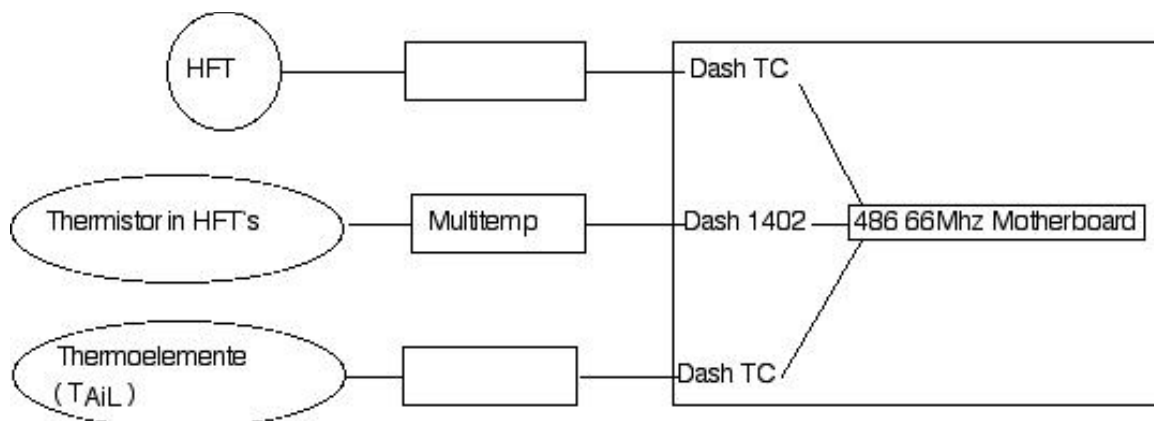 HFT
Dash TC
Thermistor in HFT's
Multitemp
Dash 1402
486 66Mhz Motherboard
Thermoelemente
( TAiL )
Dash TC